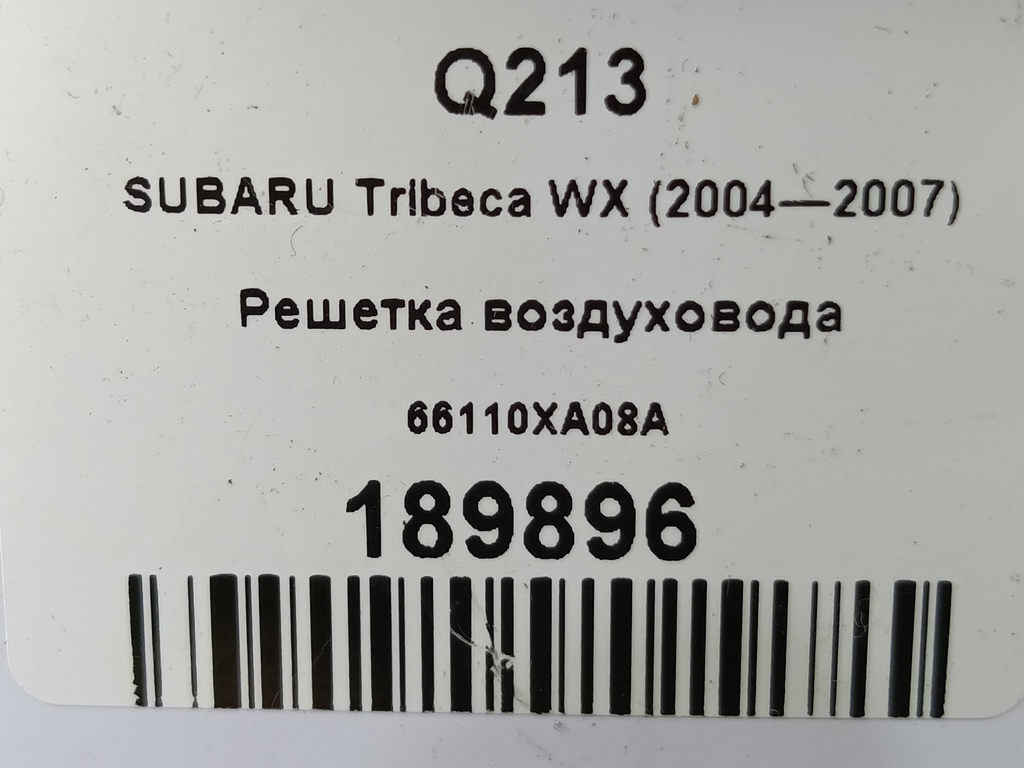 Q213
SUBARU Tribeca WX (2004—2007)
Решетка воздуховода
66110XA08A
189896